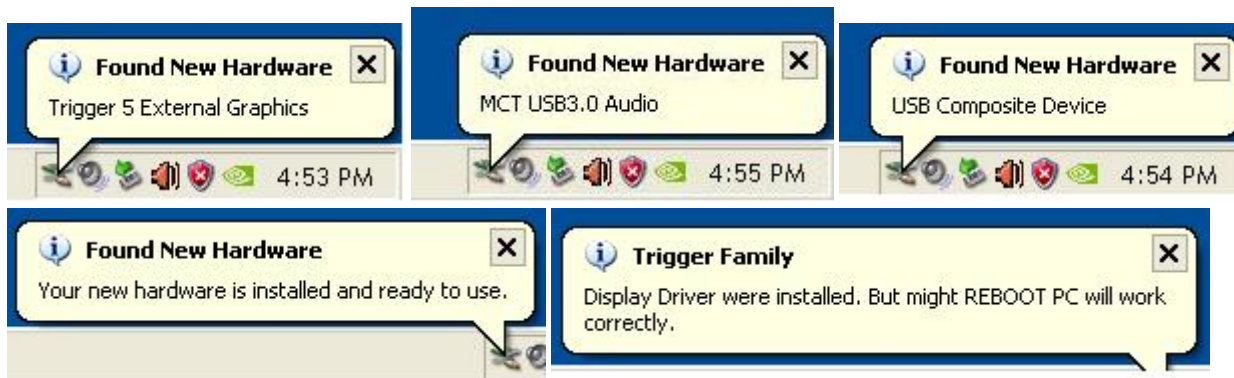 Found New Hardware
Trigger 5 External Graphics
4:53 PM
Found New Hardware
MCT USB3.0 Audio
4:55 PM
Found New Hardware
USB Composite Device
4:54 PM
Found New Hardware
Your new hardware is installed and ready to use.
Trigger Family
Display Driver were installed. But might REBOOT PC will work
correctly.